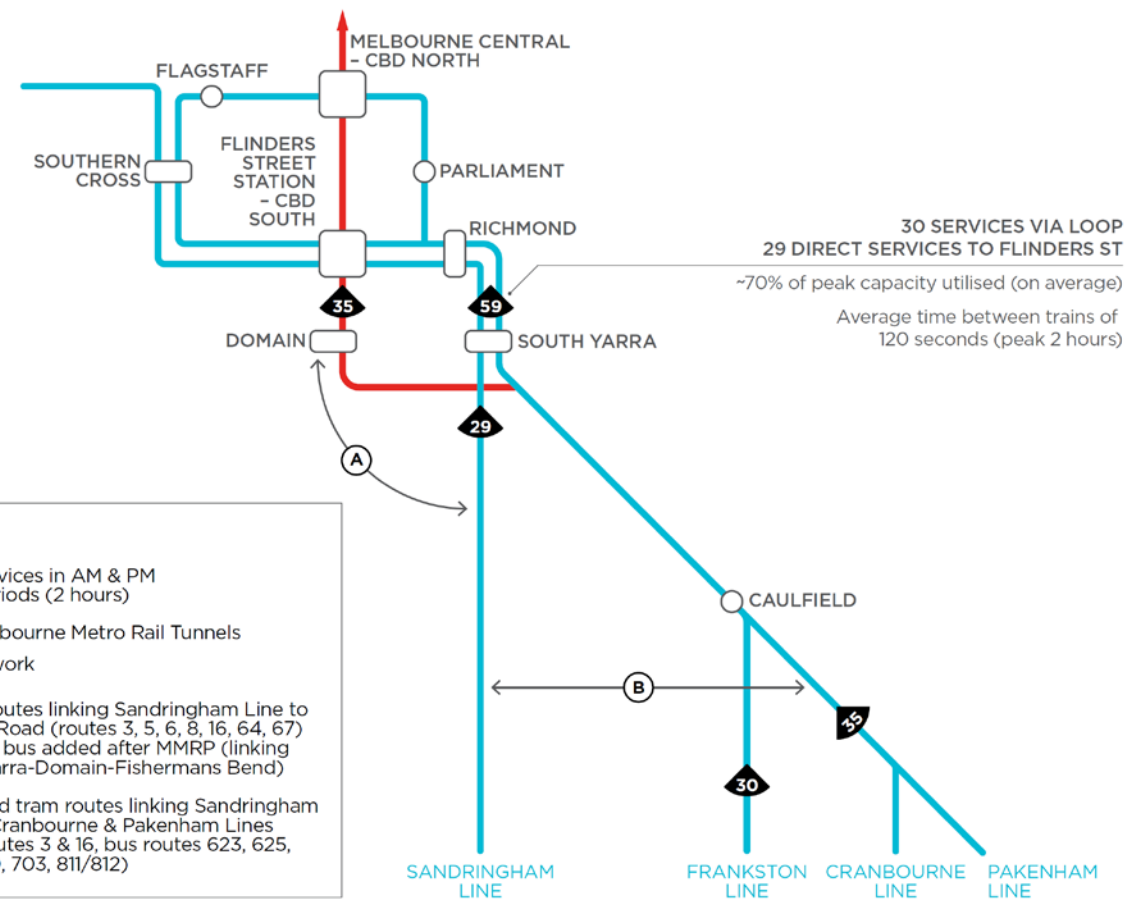 MELBOURNE CENTRAL
– CBD NORTH
FLAGSTAFF
FLINDERS
STREET
STATION
– CBD
SOUTH
SOUTHERN
CROSS
PARLIAMENT
RICHMOND
30 SERVICES VIA LOOP
29 DIRECT SERVICES TO FLINDERS ST
~70% of peak capacity utilised (on average)
Average time between trains of
120 seconds (peak 2 hours)
35
59
DOMAIN
SOUTH YARRA
29
A
vices in AM & PM
iods (2 hours)
bourne Metro Rail Tunnels
work
outes linking Sandringham Line to
Road (routes 3, 5, 6, 8, 16, 64, 67)
bus added after MMRP (linking
arra-Domain-Fishermans Bend)
d tram routes linking Sandringham
Cranbourne & Pakenham Lines
utes 3 & 16, bus routes 623, 625,
, 703, 811/812)
CAULFIELD
B
35
30
SANDRINGHAM
LINE
FRANKSTON
LINE
CRANBOURNE
LINE
PAKENHAM
LINE